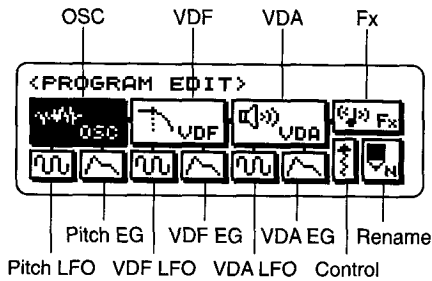 OSC VDF VDA Fx
<PROGRAM EDIT>
OSC VDF VDA Fx
N
Pitch EG VDF EG VDA EG Rename
Pitch LFO VDF LFO VDA LFO Control